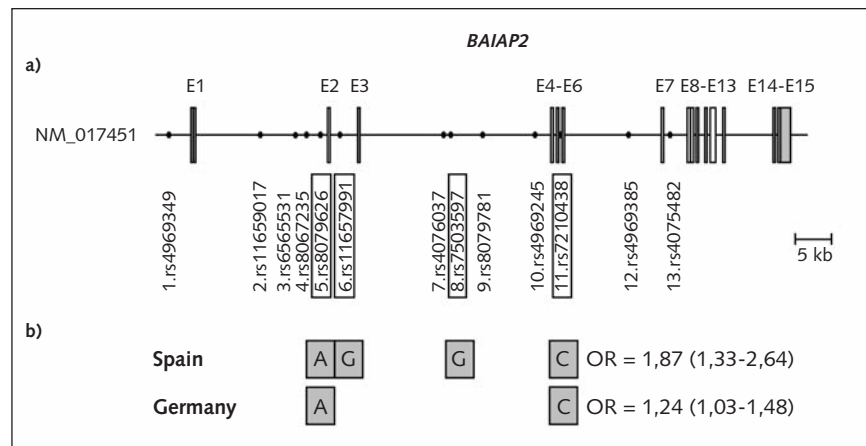 BAIAP2
a)
E1 E2 E3 E4-E6 E7 E8-E13 E14-E15
NM_017451
1.rs4969349
2.rs11659017
3.rs6565531
4.rs8067235
5.rs8079626
6.rs11657991
7.rs4076037
8.rs7503597
9.rs8079781
10.rs4969245
11.rs7210438
12.rs4969385
13.rs4075482
5 kb
b)
Spain A G G C OR = 1,87 (1,33-2,64)
Germany A C OR = 1,24 (1,03-1,48)